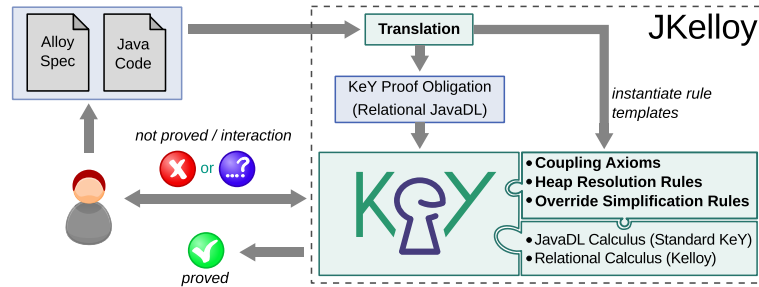 JKelloy
Alloy
Spec
Java
Code
Translation
KeY Proof Obligation
(Relational JavaDL)
instantiate rule
templates
not proved / interaction
or
...?
KeY
• Coupling Axioms
• Heap Resolution Rules
• Override Simplification Rules
• JavaDL Calculus (Standard KeY)
• Relational Calculus (Kelloy)
proved